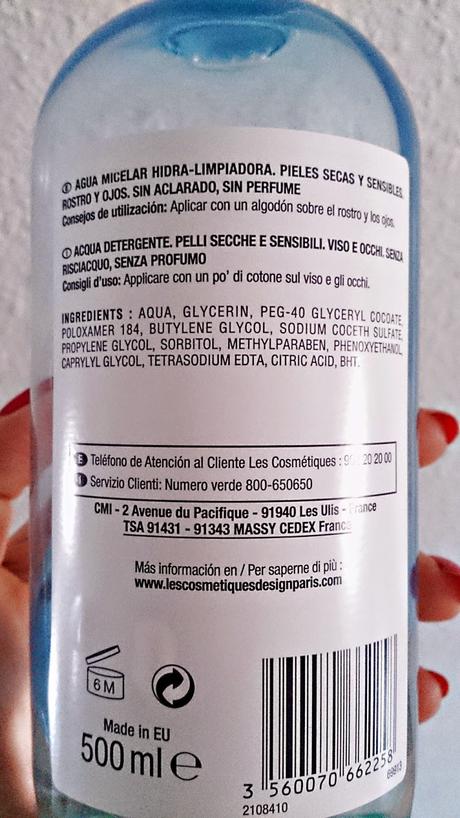 E AGUA MICELAR HIDRA-LIMPIADORA. PIELES SECAS Y SENSIBLES.
ROSTRO Y OJOS. SIN ACLARADO, SIN PERFUME
Consejos de utilización: Aplicar con un algodón sobre el rostro y los ojos.
I ACQUA DETERGENTE. PELLI SECCHE E SENSIBILI. VISO E OCCHI. SENZA
RISCIACQUO, SENZA PROFUMO
Consigli d'uso: Applicare con un po' di cotone sul viso e gli occhi.
INGREDIENTS : AQUA, GLYCERIN, PEG-40 GLYCERYL COCOATE,
POLOXAMER 184, BUTYLENE GLYCOL, SODIUM COCETH SULFATE,
PROPYLENE GLYCOL, SORBITOL, METHYLPARABEN, PHENOXYETHANOL,
CAPRYLYL GLYCOL, TETRASODIUM EDTA, CITRIC ACID, BHT.
E Teléfono de Atención al Cliente Les Cosmétiques : 20 20 00
I Servizio Clienti: Numero verde 800-650650
CMI - 2 Avenue du Pacifique - 91940 Les Ulis - France
TSA 91431 - 91343 MASSY CEDEX France
Más información en / Per saperne di più :
www.lescosmetiquesdesignparis.com
6 M
Made in EU
500 ml e
3 560070 662258
2108410